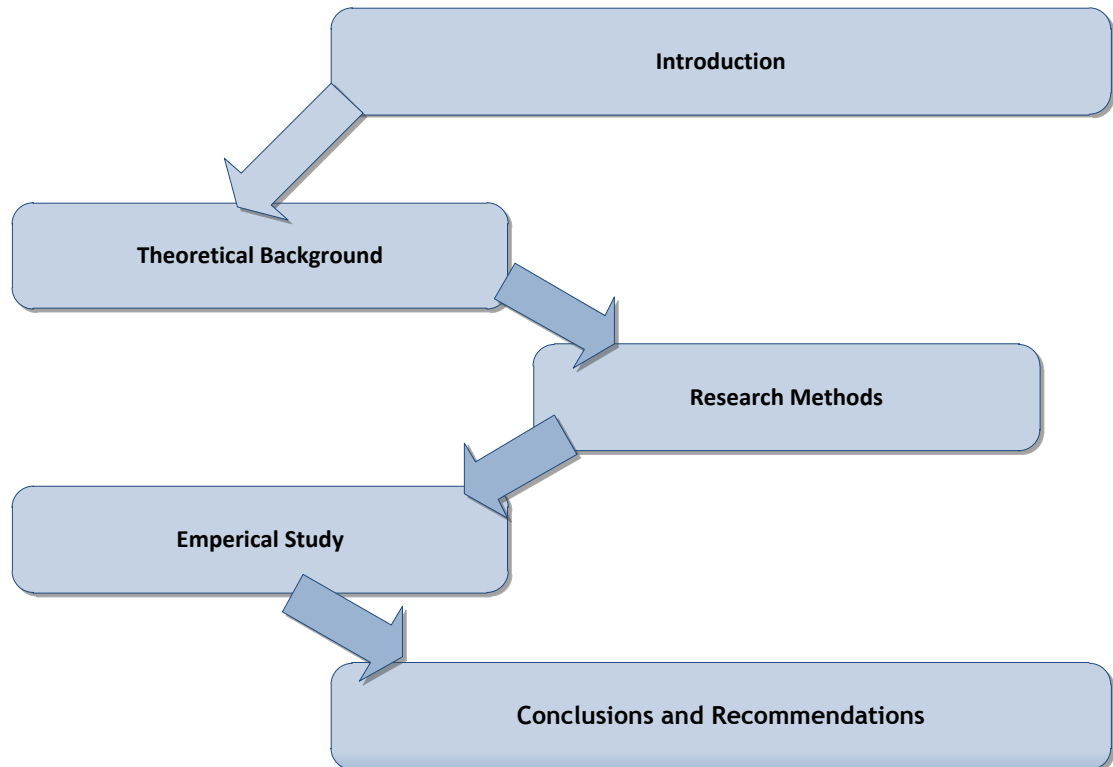 Introduction
Theoretical Background
Research Methods
Emperical Study
Conclusions and Recommendations